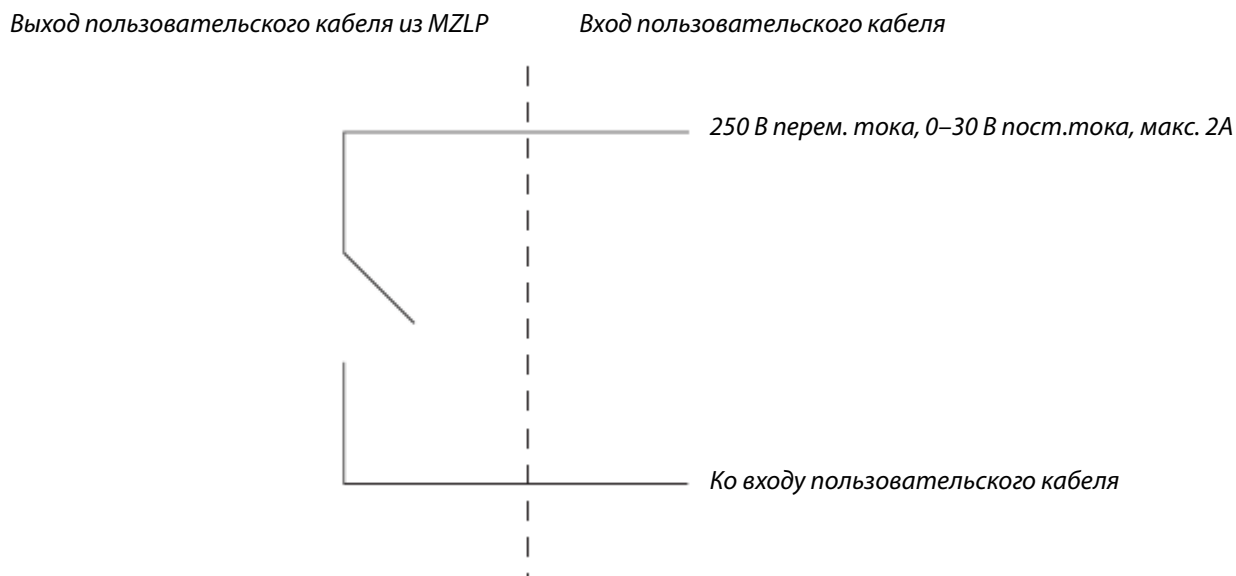 Выход пользовательского кабеля из MZLP
Вход пользовательского кабеля
250 В перем. тока, 0–30 В пост.тока, макс. 2А
Ко входу пользовательского кабеля